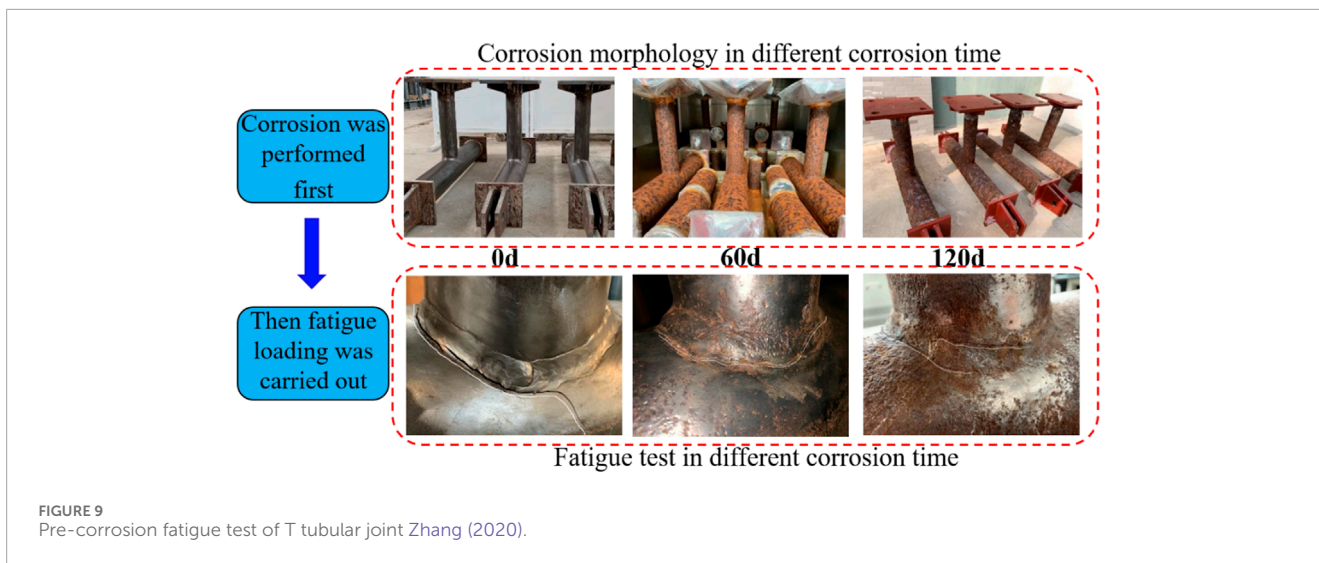 Corrosion morphology in different corrosion time
Corrosion was
performed
first
0d
60d
120d
Then fatigue
loading was
carried out
Fatigue test in different corrosion time
FIGURE 9
Pre-corrosion fatigue test of T tubular joint Zhang (2020).